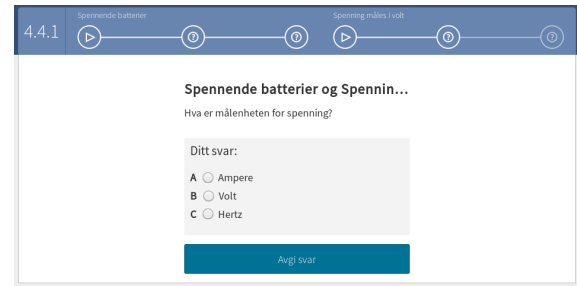 4.4.1
Spennende batterier
Spenning måles i volt
Spennende batterier og Spennin...
Hva er målenheten for spenning?
Ditt svar:
A Ampere
B Volt
C Hertz
Avgi svar